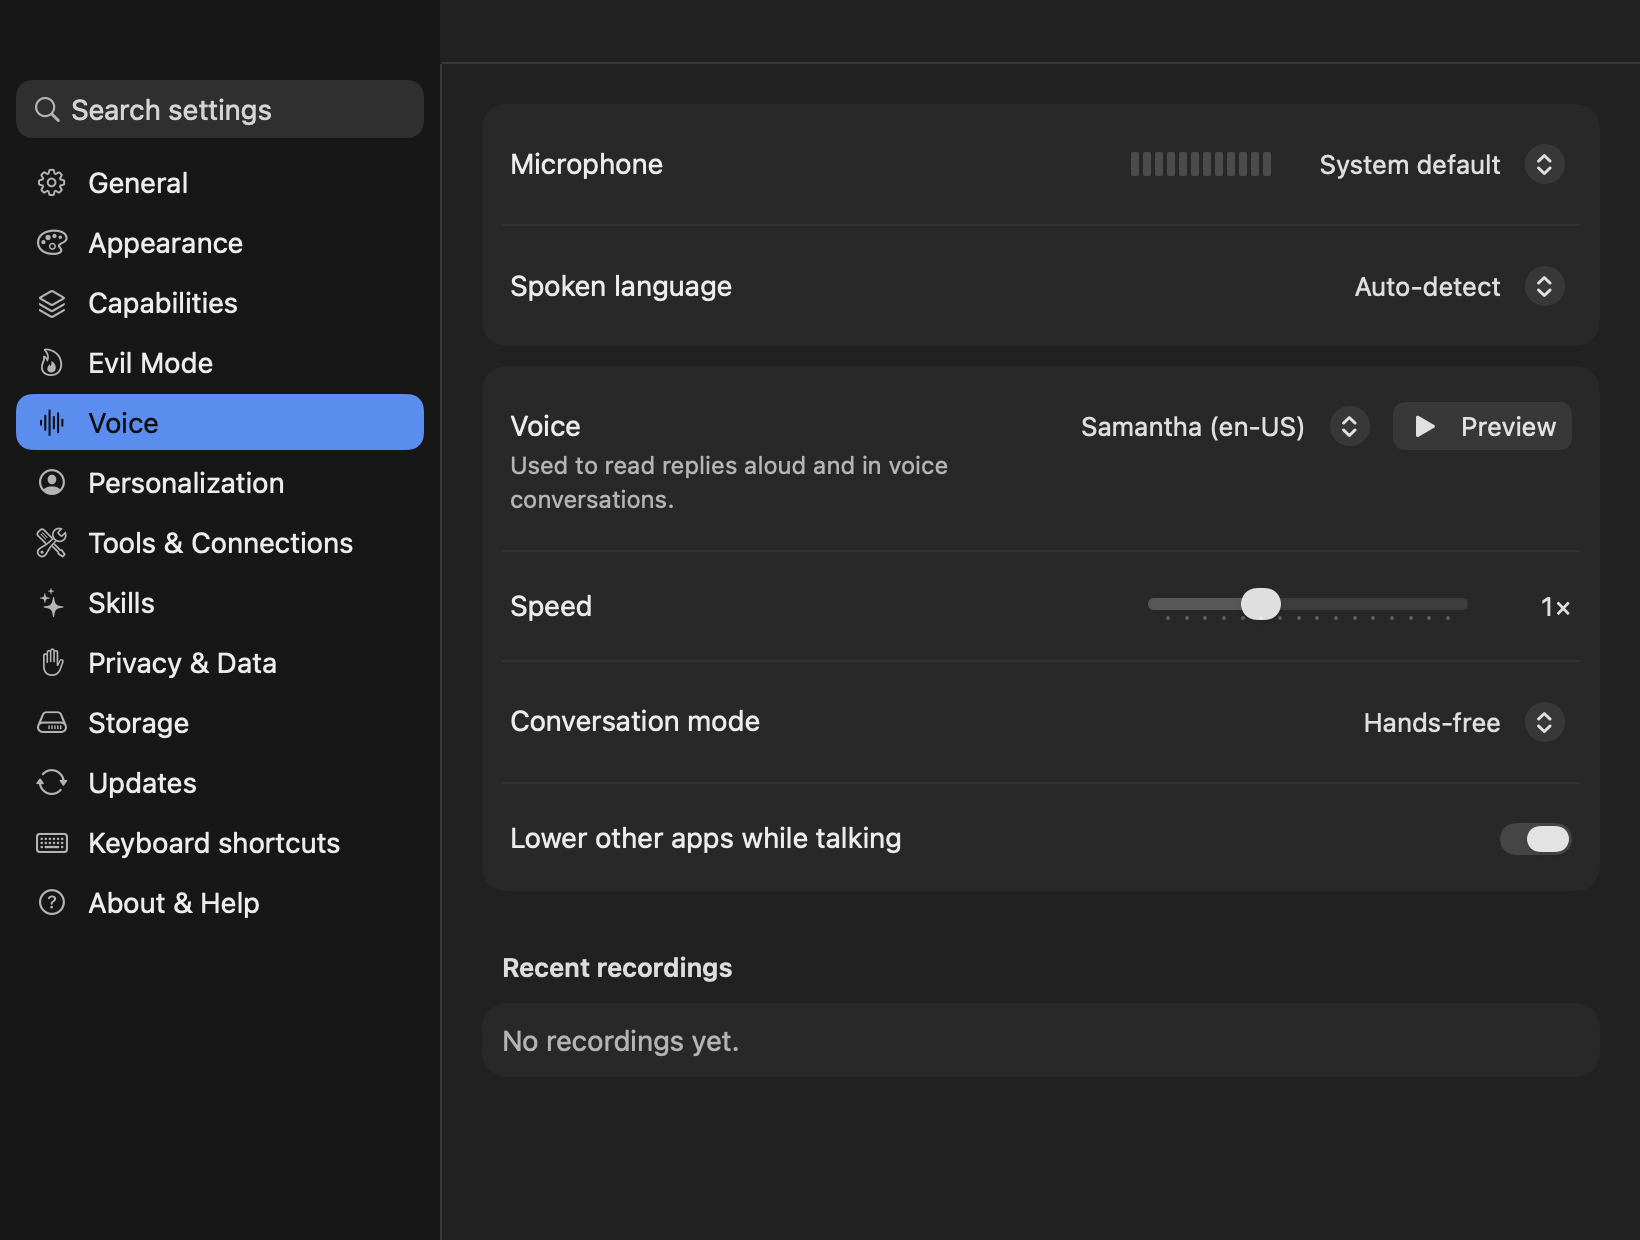 Search settings
General
Appearance
Capabilities
Evil Mode
Voice
Personalization
Tools & Connections
Skills
Privacy & Data
Storage
Updates
Keyboard shortcuts
About & Help
Microphone
System default
Spoken language
Auto-detect
Voice
Samantha (en-US)
Preview
Used to read replies aloud and in voice
conversations.
Speed
1×
Conversation mode
Hands-free
Lower other apps while talking
Recent recordings
No recordings yet.